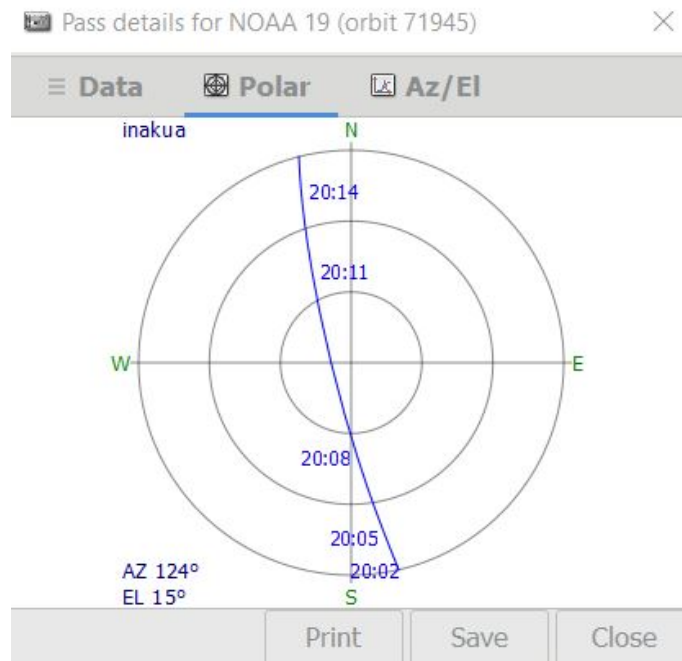 Pass details for NOAA 19 (orbit 71945)
Data Polar Az/El
inakua
N
20:14
20:11
W
E
20:08
20:05
20:02
AZ 124°
EL 15°
S
Print Save Close